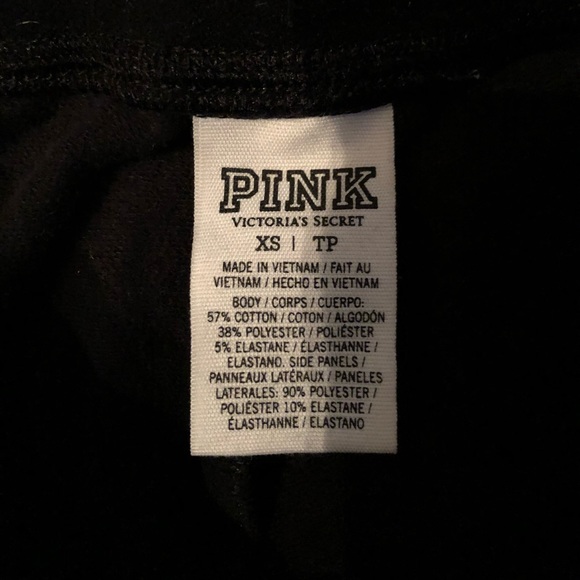 PINK
VICTORIA'S SECRET
XS | TP
MADE IN VIETNAM / FAIT AU
VIETNAM / HECHO EN VIETNAM
BODY / CORPS / CUERPO:
57% COTTON / COTON / ALGODÓN
38% POLYESTER / POLIÉSTER
5% ELASTANE / ÉLASTHANNE /
ELASTANO. SIDE PANELS /
PANNEAUX LATÉRAUX / PANELES
LATERALES: 90% POLYESTER /
POLIÉSTER 10% ELASTANE /
ÉLASTHANNE / ELASTANO